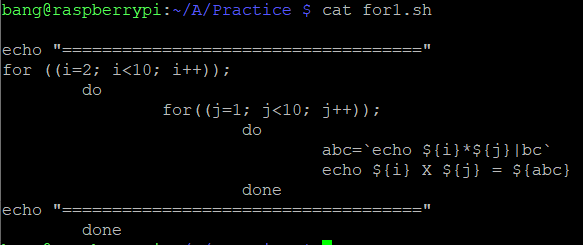 bang@raspberrypi:~/A/Practice $ cat for1.sh
echo "===================================="
for ((i=2; i<10; i++));
do
for((j=1; j<10; j++));
do
abc=`echo ${i}*${j}|bc`
echo ${i} X ${j} = ${abc}
done
echo "===================================="
done